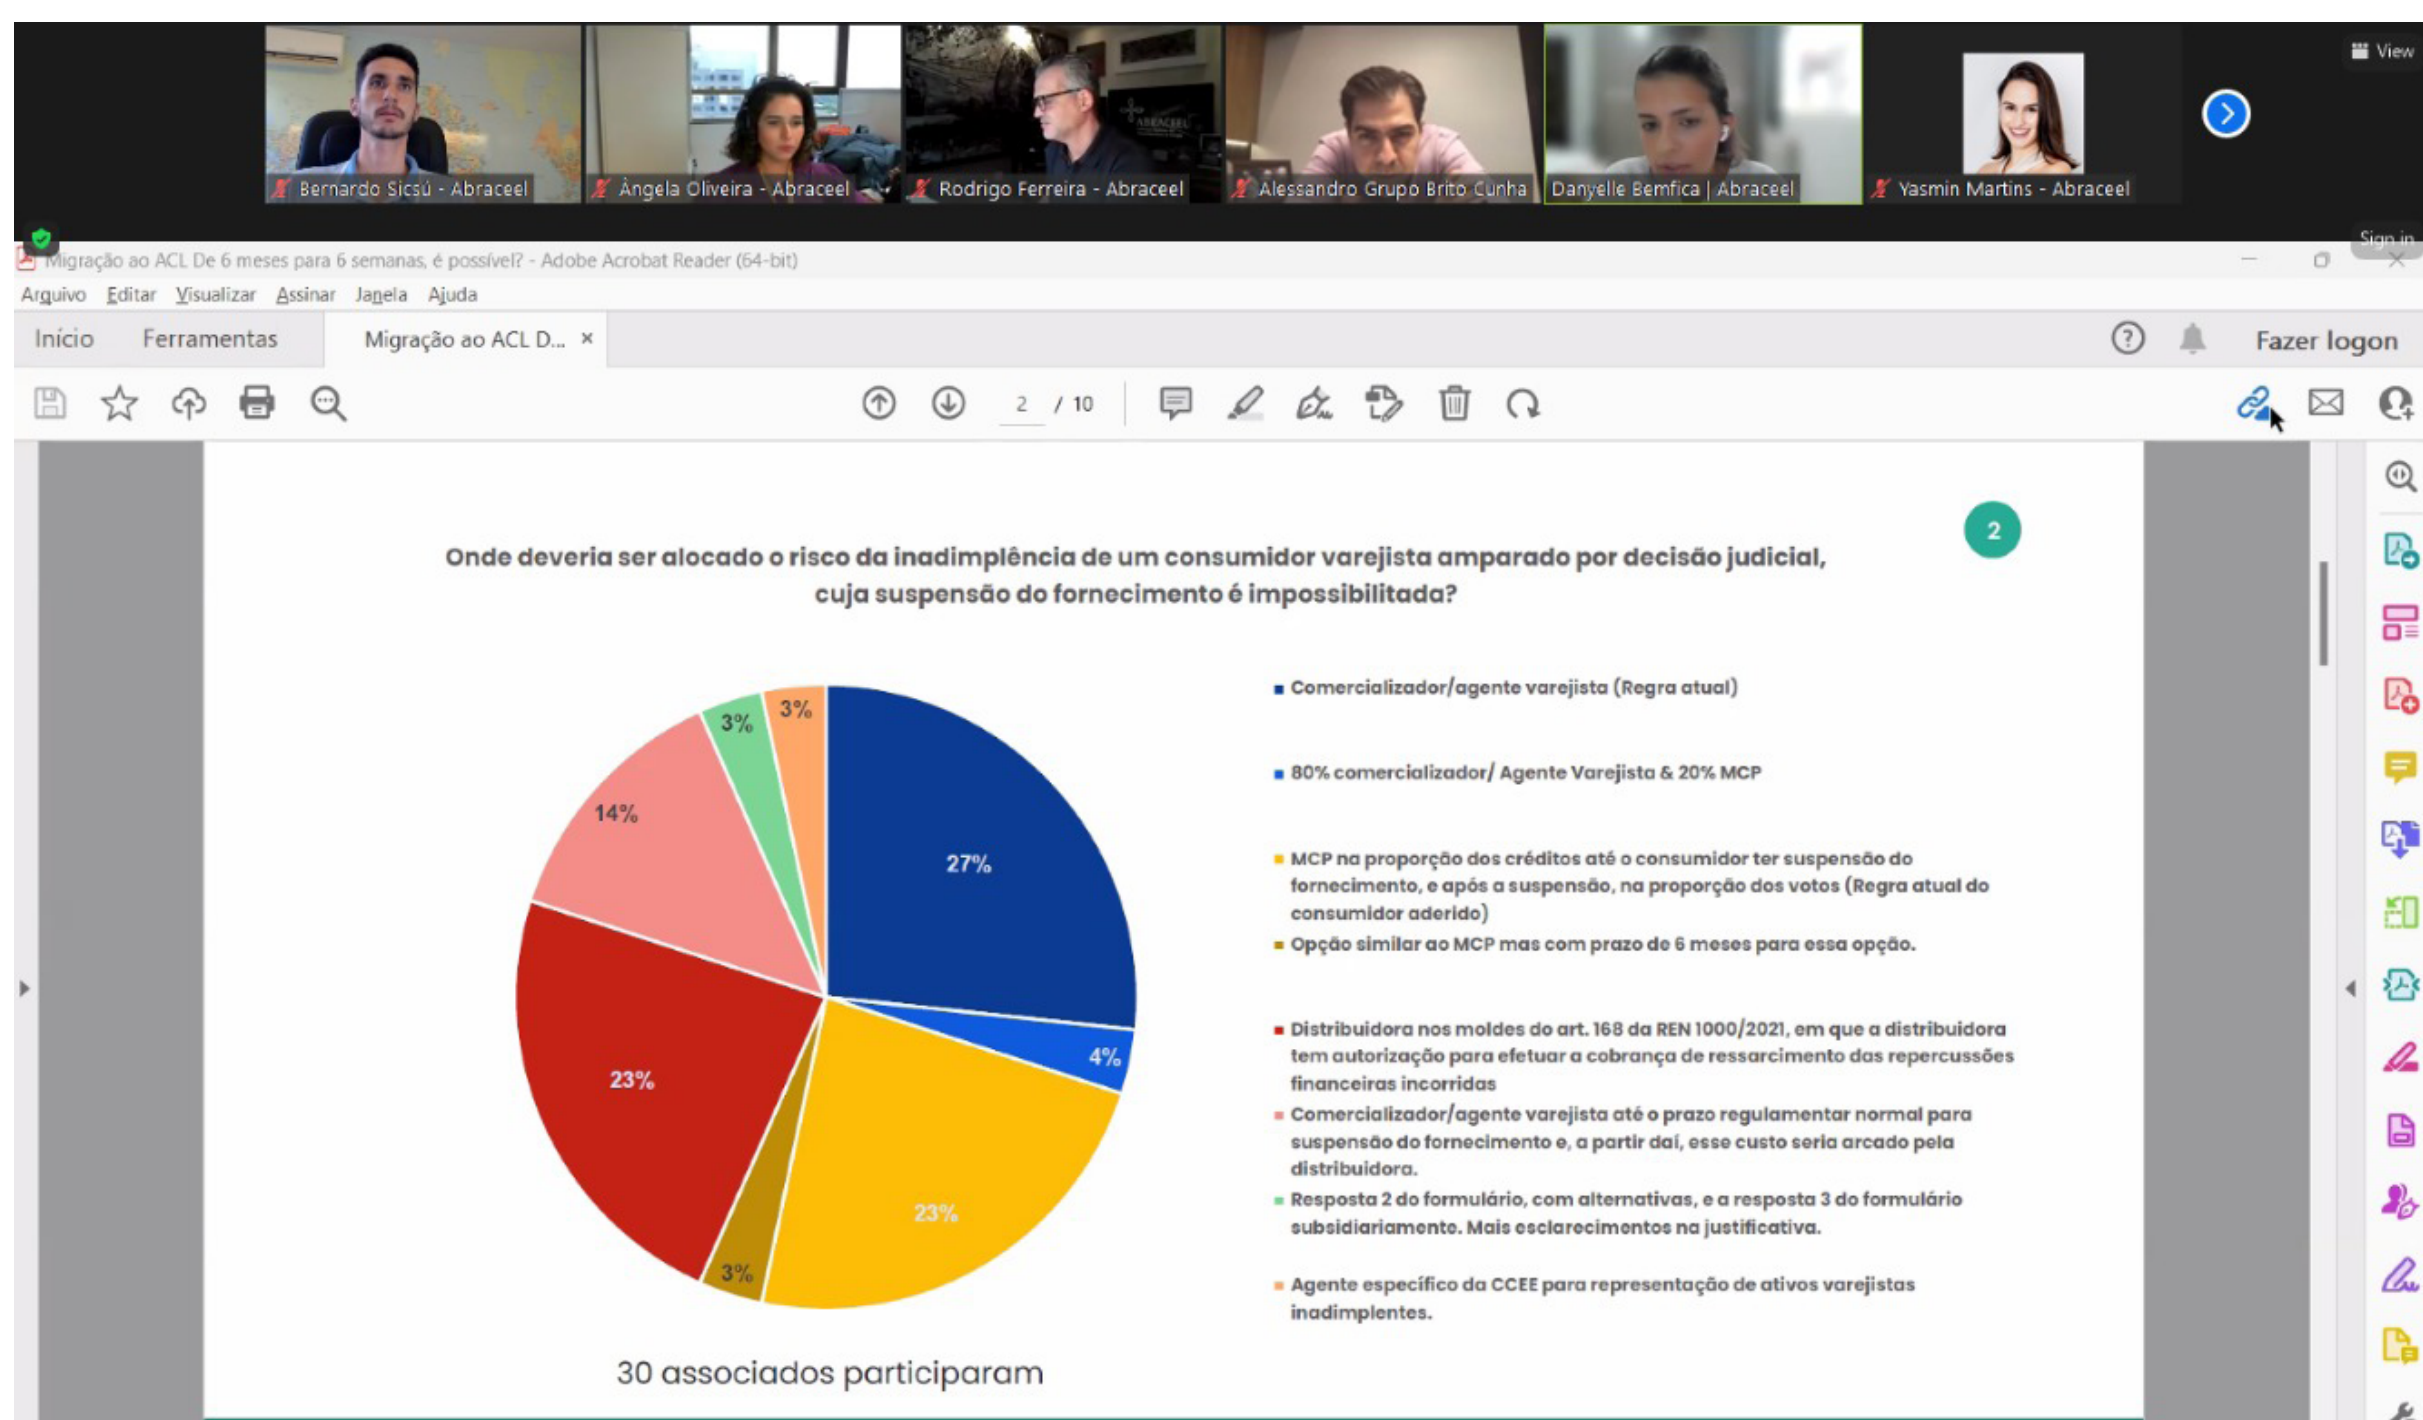 View
ABRACEEL
Bernardo Sicsú - Abraceel
Ângela Oliveira - Abraceel
Rodrigo Ferreira - Abraceel
Alessandro Grupo Brito Cunha
Danyelle Bemfica | Abraceel
Yasmin Martins - Abraceel
Sign in
Migração ao ACL De 6 meses para 6 semanas, é possível? - Adobe Acrobat Reader (64-bit)
Arquivo Editar Visualizar Assinar Janela Ajuda
Início Ferramentas Migração ao ACL D... × Fazer logon
2 / 10
2
Onde deveria ser alocado o risco da inadimplência de um consumidor varejista amparado por decisão judicial,
cuja suspensão do fornecimento é impossibilitada?
3%
3%
14%
27%
4%
23%
23%
3%
Comercializador/agente varejista (Regra atual)
80% comercializador/ Agente Varejista & 20% MCP
MCP na proporção dos créditos até o consumidor ter suspensão do
fornecimento, e após a suspensão, na proporção dos votos (Regra atual do
consumidor aderido)
Opção similar ao MCP mas com prazo de 6 meses para essa opção.
Distribuidora nos moldes do art. 168 da REN 1000/2021, em que a distribuidora
tem autorização para efetuar a cobrança de ressarcimento das repercussões
financeiras incorridas
Comercializador/agente varejista até o prazo regulamentar normal para
suspensão do fornecimento e, a partir daí, esse custo seria arcado pela
distribuidora.
Resposta 2 do formulário, com alternativas, e a resposta 3 do formulário
subsidiariamente. Mais esclarecimentos na justificativa.
Agente específico da CCEE para representação de ativos varejistas
inadimplentes.
30 associados participaram